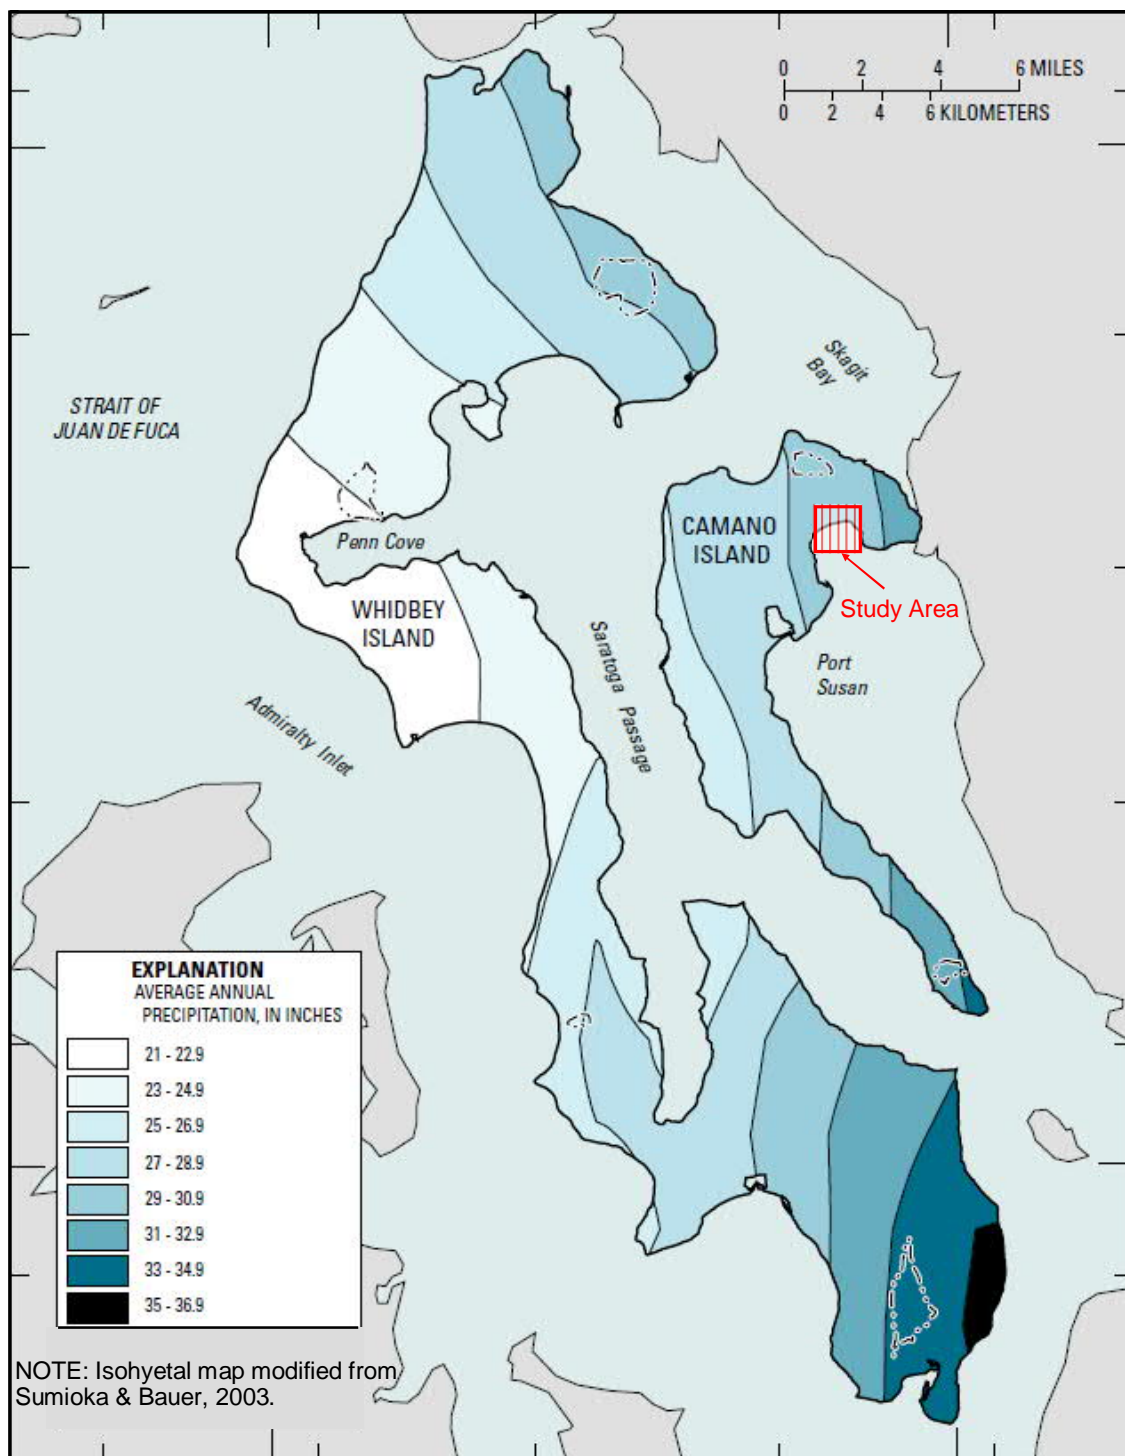 0 2 4 6 MILES
0 2 4 6 KILOMETERS
Skagit
Bay
STRAIT OF
JUAN DE FUCA
CAMANO
ISLAND
Penn Cove
WHIDBEY
ISLAND
Study Area
Saratoga Passage
Port
Susan
Admiralty Inlet
EXPLANATION
AVERAGE ANNUAL
PRECIPITATION, IN INCHES
21 - 22.9
23 - 24.9
25 - 26.9
27 - 28.9
29 - 30.9
31 - 32.9
33 - 34.9
35 - 36.9
NOTE: Isohyetal map modified from
Sumioka & Bauer, 2003.